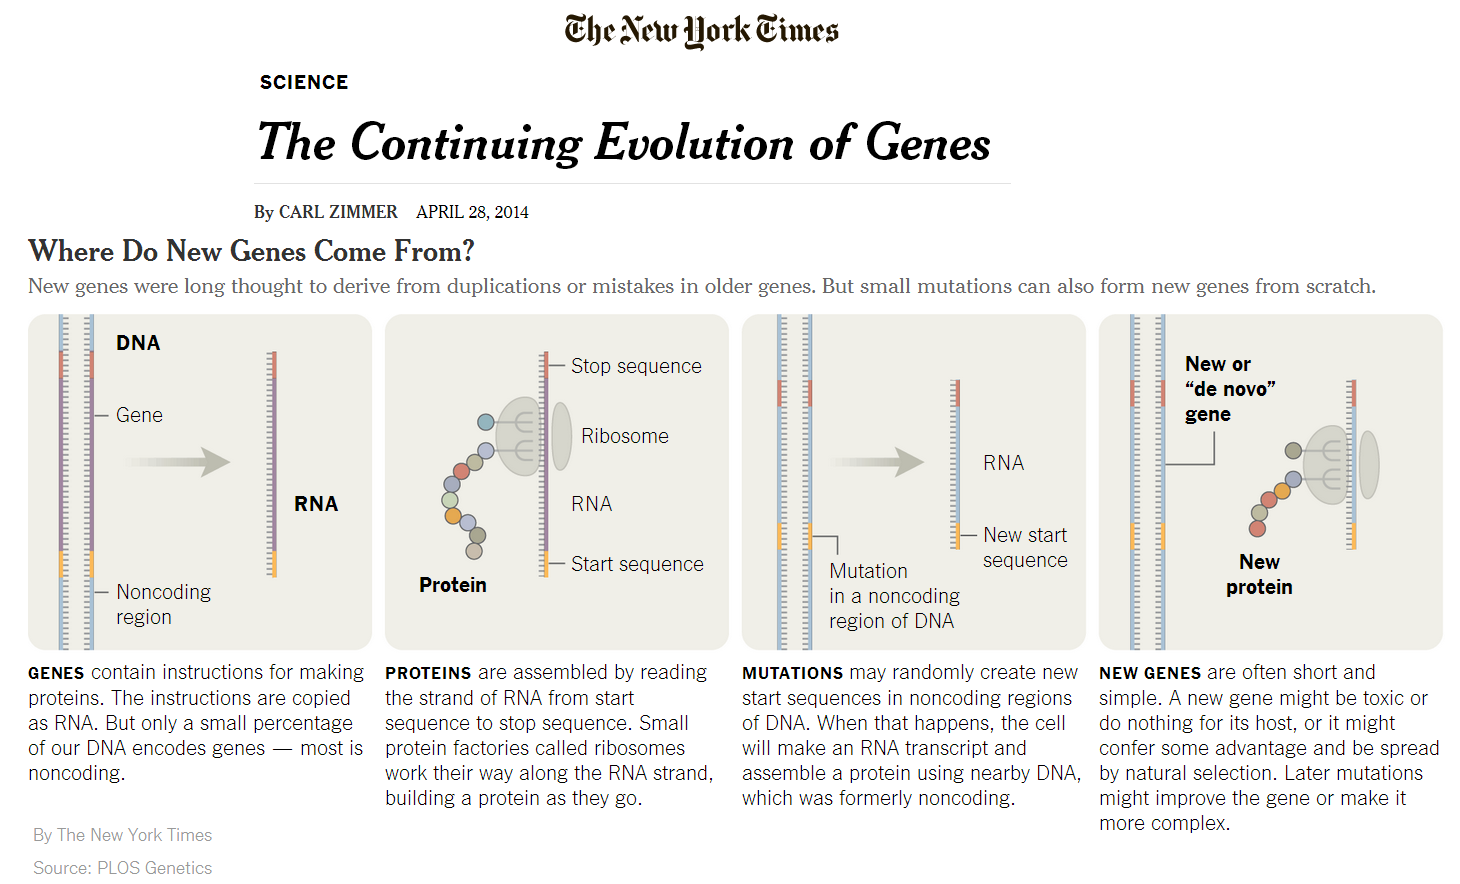 The New York Times
SCIENCE
The Continuing Evolution of Genes
By CARL ZIMMER APRIL 28, 2014
Where Do New Genes Come From?
New genes were long thought to derive from duplications or mistakes in older genes. But small mutations can also form new genes from scratch.
DNA
Gene
RNA
Noncoding
region
GENES contain instructions for making
proteins. The instructions are copied
as RNA. But only a small percentage
of our DNA encodes genes — most is
noncoding.
Stop sequence
Ribosome
RNA
Start sequence
Protein
PROTEINS are assembled by reading
the strand of RNA from start
sequence to stop sequence. Small
protein factories called ribosomes
work their way along the RNA strand,
building a protein as they go.
RNA
New start
sequence
Mutation
in a noncoding
region of DNA
MUTATIONS may randomly create new
start sequences in noncoding regions
of DNA. When that happens, the cell
will make an RNA transcript and
assemble a protein using nearby DNA,
which was formerly noncoding.
New or
“de novo”
gene
New
protein
NEW GENES are often short and
simple. A new gene might be toxic or
do nothing for its host, or it might
confer some advantage and be spread
by natural selection. Later mutations
might improve the gene or make it
more complex.
By The New York Times
Source: PLOS Genetics